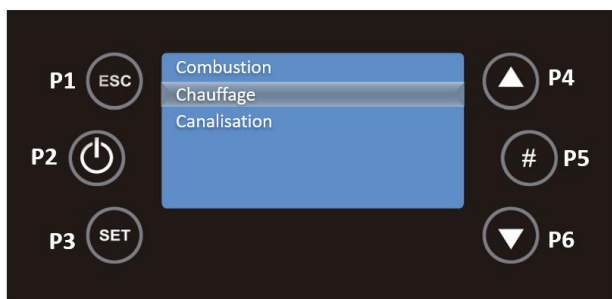 P1 ESC
P2
P3 SET
Combustion
Chauffage
Canalisation
P4
# P5
P6